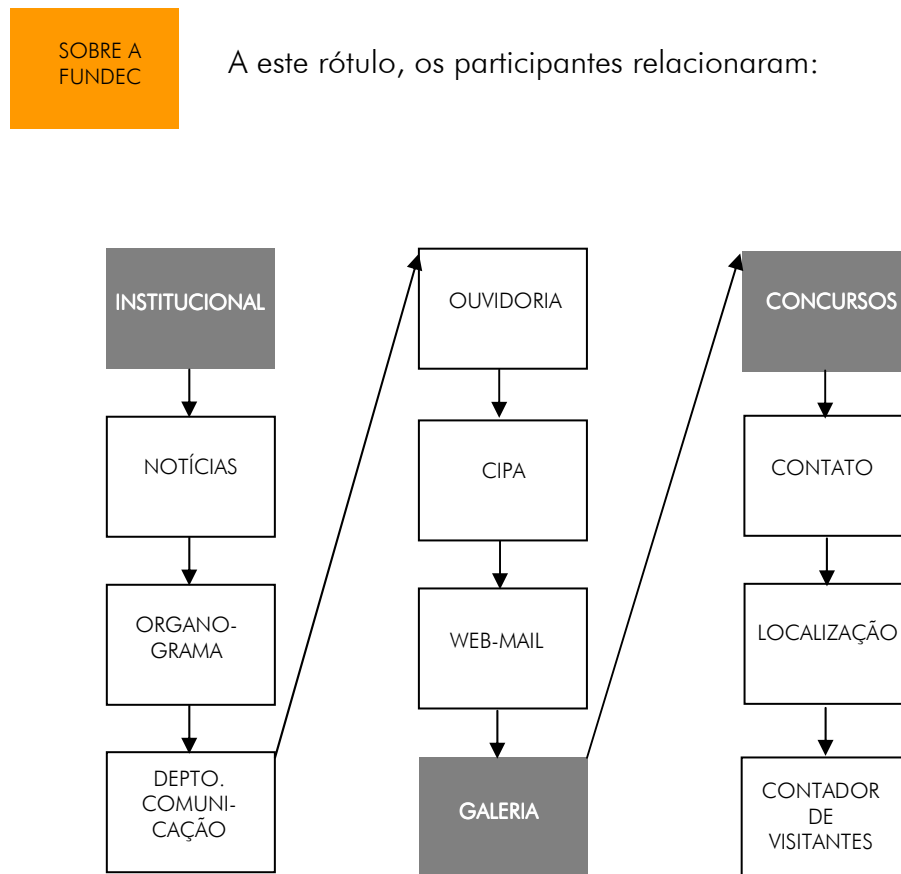 SOBRE A
FUNDEC
A este rótulo, os participantes relacionaram:
INSTITUCIONAL
NOTÍCIAS
ORGANO-
GRAMA
DEPTO.
COMUNI-
CAÇÃO
OUVIDORIA
CIPA
WEB-MAIL
GALERIA
CONCURSOS
CONTATO
LOCALIZAÇÃO
CONTADOR
DE
VISITANTES